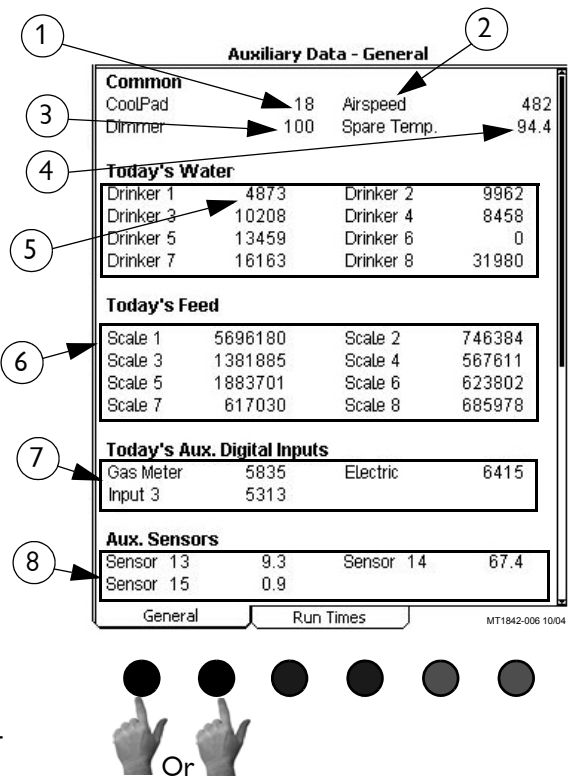 1
2
Auxiliary Data - General
Common
CoolPad 18 Airspeed 482
3
Dimmer 100 Spare Temp. 94.4
4
Today's Water
Drinker 1 4873 Drinker 2 9962
Drinker 3 10208 Drinker 4 8458
5
Drinker 5 13459 Drinker 6 0
Drinker 7 16163 Drinker 8 31980
Today's Feed
Scale 1 5696180 Scale 2 746384
6
Scale 3 1381885 Scale 4 567611
Scale 5 1883701 Scale 6 623802
Scale 7 617030 Scale 8 685978
Today's Aux. Digital Inputs
7
Gas Meter 5835 Electric 6415
Input 3 5313
Aux. Sensors
8
Sensor 13 9.3 Sensor 14 67.4
Sensor 15 0.9
General Run Times
MT1842-006 10/04
Or